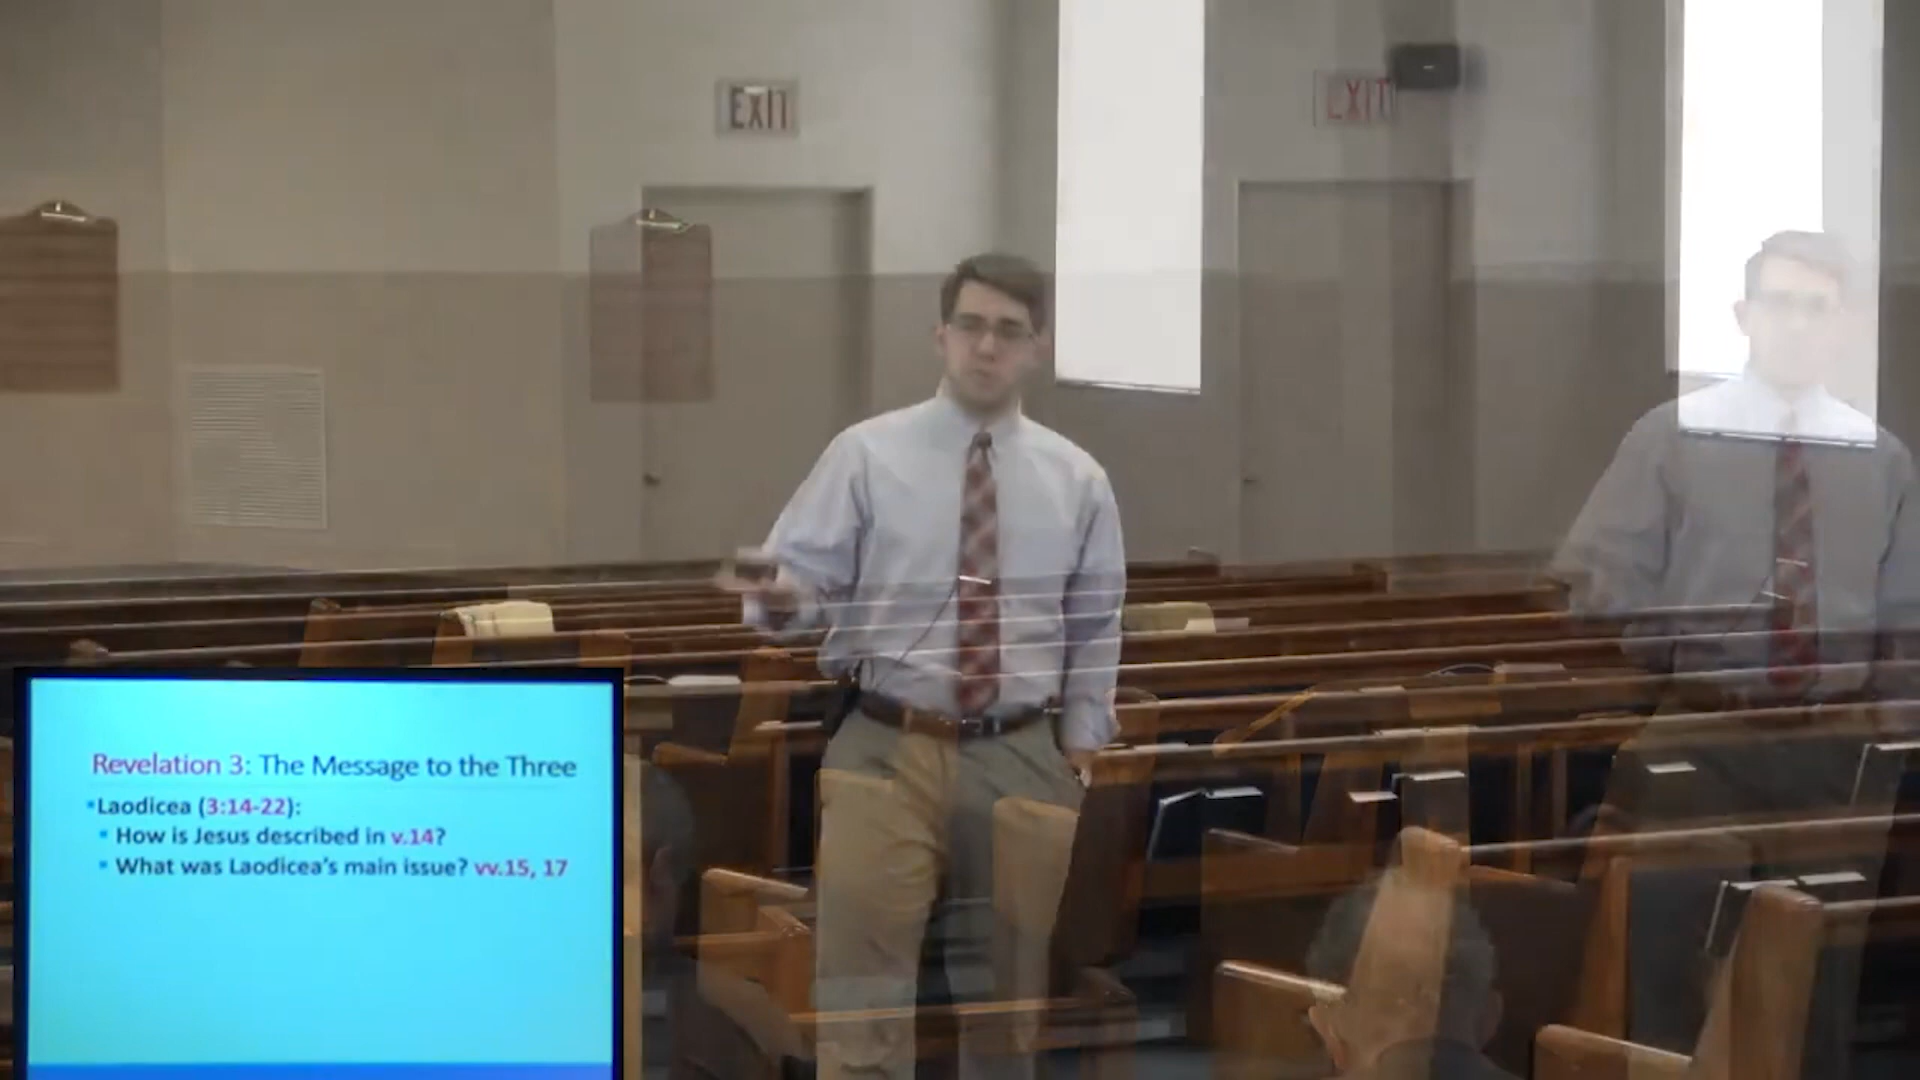 EXIT
EXIT
Revelation 3: The Message to the Three
Laodicea (3:14-22):
How is Jesus described in v.14?
What was Laodicea's main issue? vv.15, 17